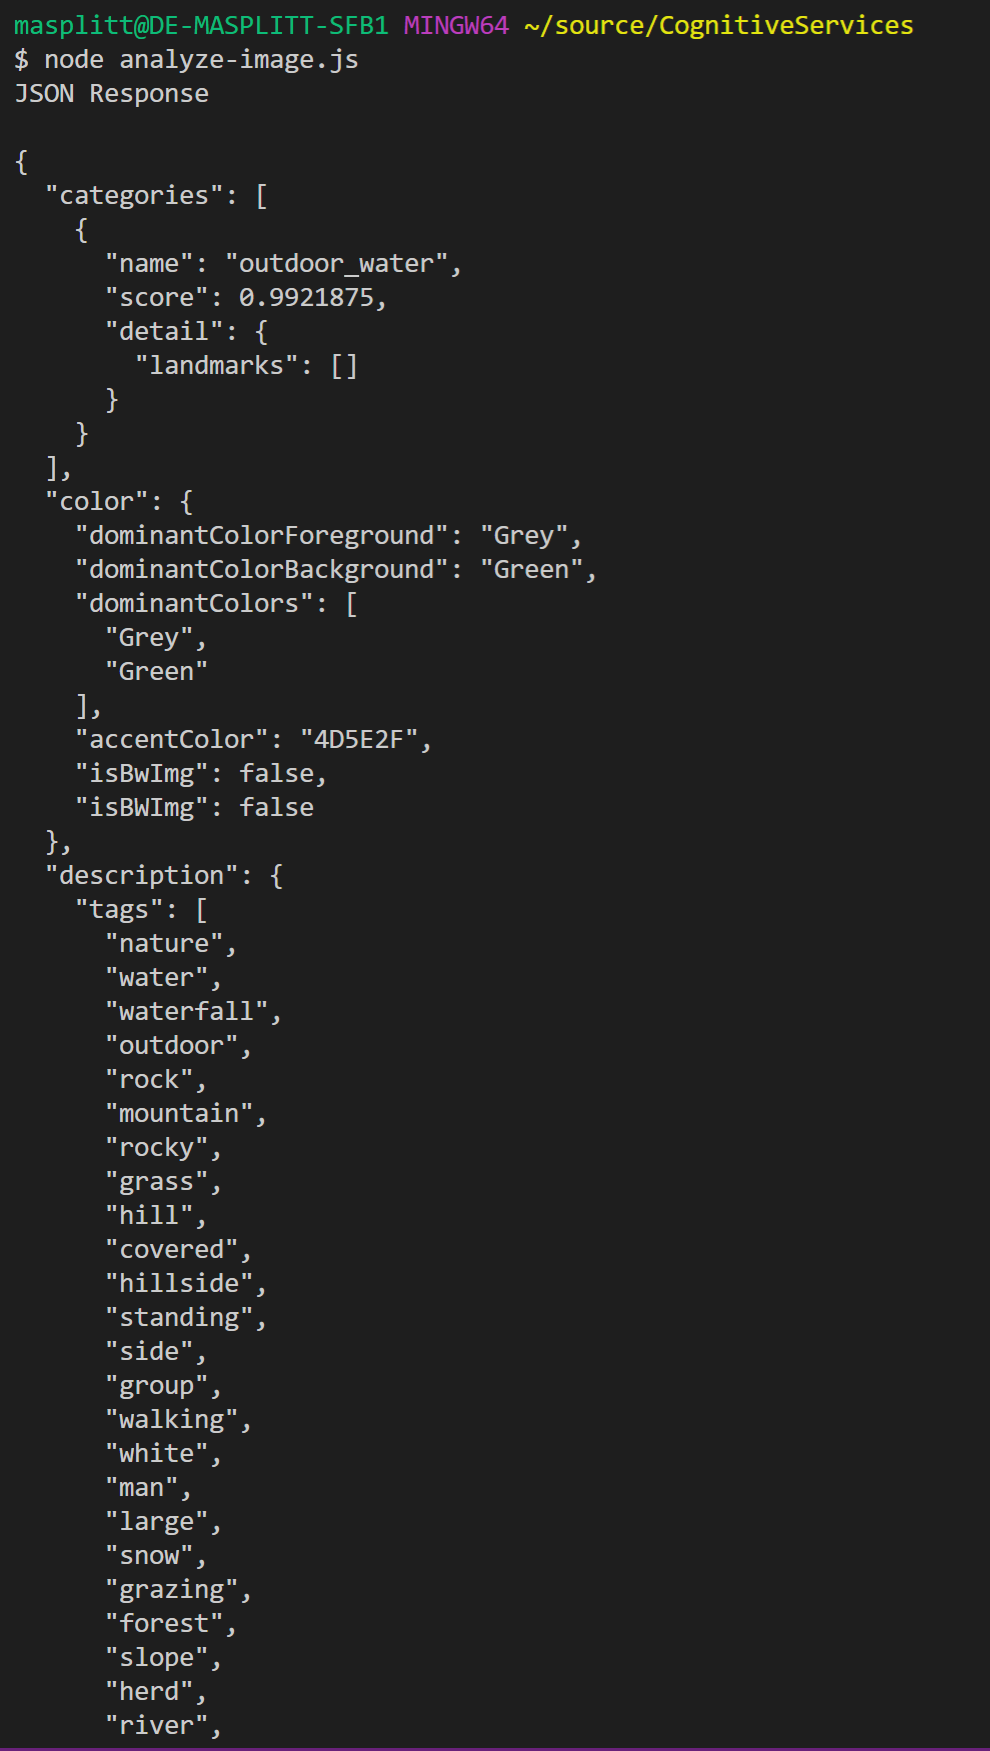 masplitt@DE-MASPLITT-SFB1 MINGW64 ~/source/CognitiveServices
$ node analyze-image.js
JSON Response

{
  "categories": [
    {
      "name": "outdoor_water",
      "score": 0.9921875,
      "detail": {
        "landmarks": []
      }
    }
  ],
  "color": {
    "dominantColorForeground": "Grey",
    "dominantColorBackground": "Green",
    "dominantColors": [
      "Grey",
      "Green"
    ],
    "accentColor": "4D5E2F",
    "isBwImg": false,
    "isBWImg": false
  },
  "description": {
    "tags": [
      "nature",
      "water",
      "waterfall",
      "outdoor",
      "rock",
      "mountain",
      "rocky",
      "grass",
      "hill",
      "covered",
      "hillside",
      "standing",
      "side",
      "group",
      "walking",
      "white",
      "man",
      "large",
      "snow",
      "grazing",
      "forest",
      "slope",
      "herd",
      "river",